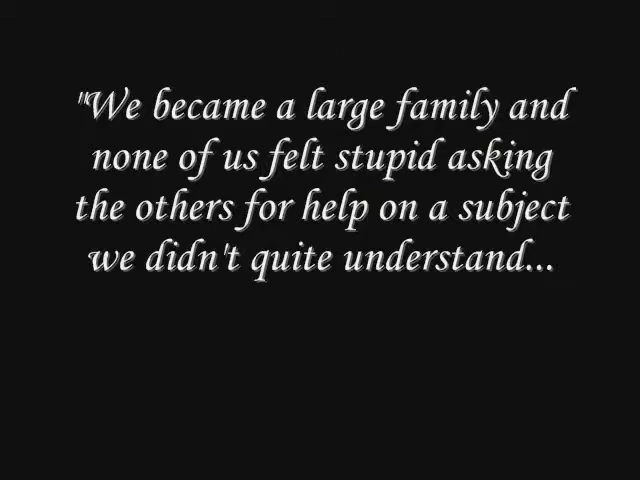 "We became a large family and
none of us felt stupid asking
the others for help on a subject
we didn't quite understand...